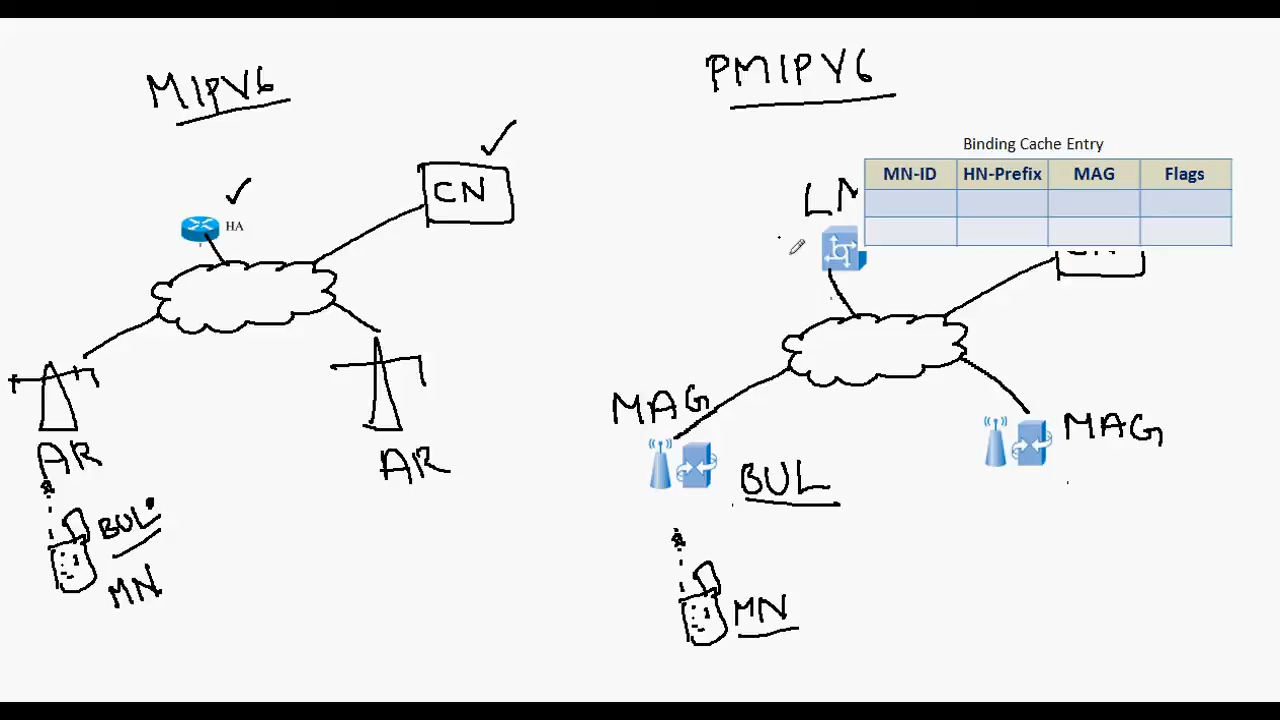 MIPV6
PMIPV6
Binding Cache Entry
MN-ID HN-Prefix MAG Flags
CN
HA
MAG
MAG
AR
AR
BUL
BUL
MN
MN